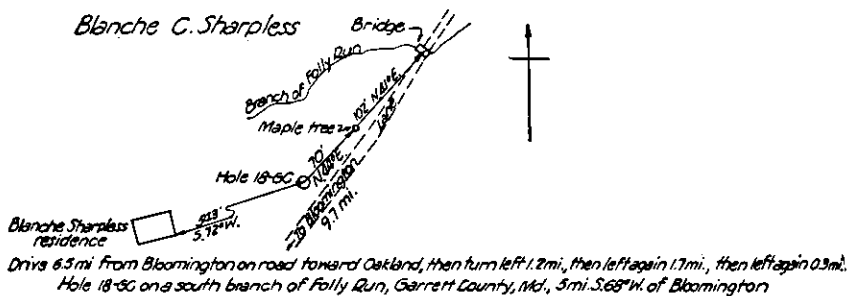 Blanche C. Sharpless
Bridge
Branch of Folly Run
102' N41°E
Maple tree
Lane
70'
N44°E
Hole 18-GC
To Bloomington
9.7 mi.
S.72°W.
Blanche Sharpless
residence
Drive 6.5 mi from Bloomington on road toward Oakland, then turn left 1.2 mi., then left again 1.7 mi., then left again 0.3 mi.
Hole 18-GC on a south branch of Folly Run, Garrett County, Md., 5 mi. S.68°W. of Bloomington